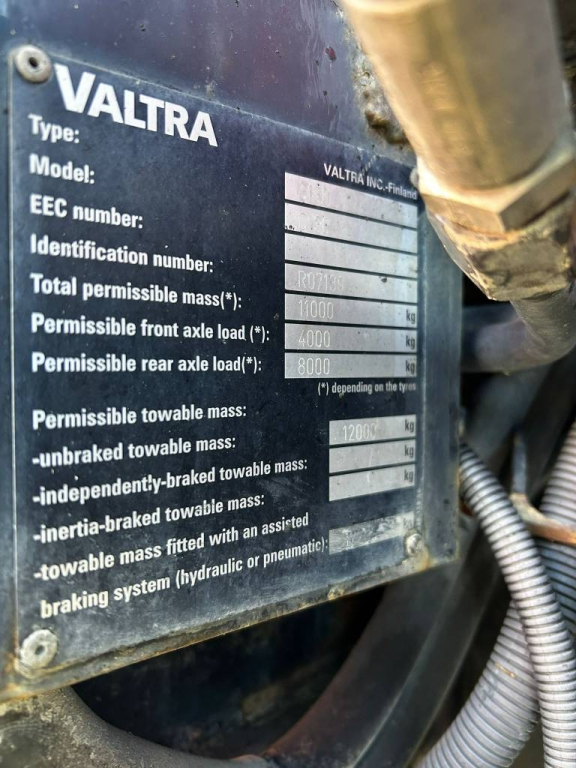 VALTRA
VALTRA INC.-Finland
Type:
Model:
EEC number:
Identification number:
Total permissible mass(*): 11000 kg
Permissible front axle load (*): 4000 kg
Permissible rear axle load(*): 8000 kg
(*) depending on the tyres
Permissible towable mass:
-unbraked towable mass: kg
-independently-braked towable mass: kg
-inertia-braked towable mass: kg
-towable mass fitted with an assisted
braking system (hydraulic or pneumatic):